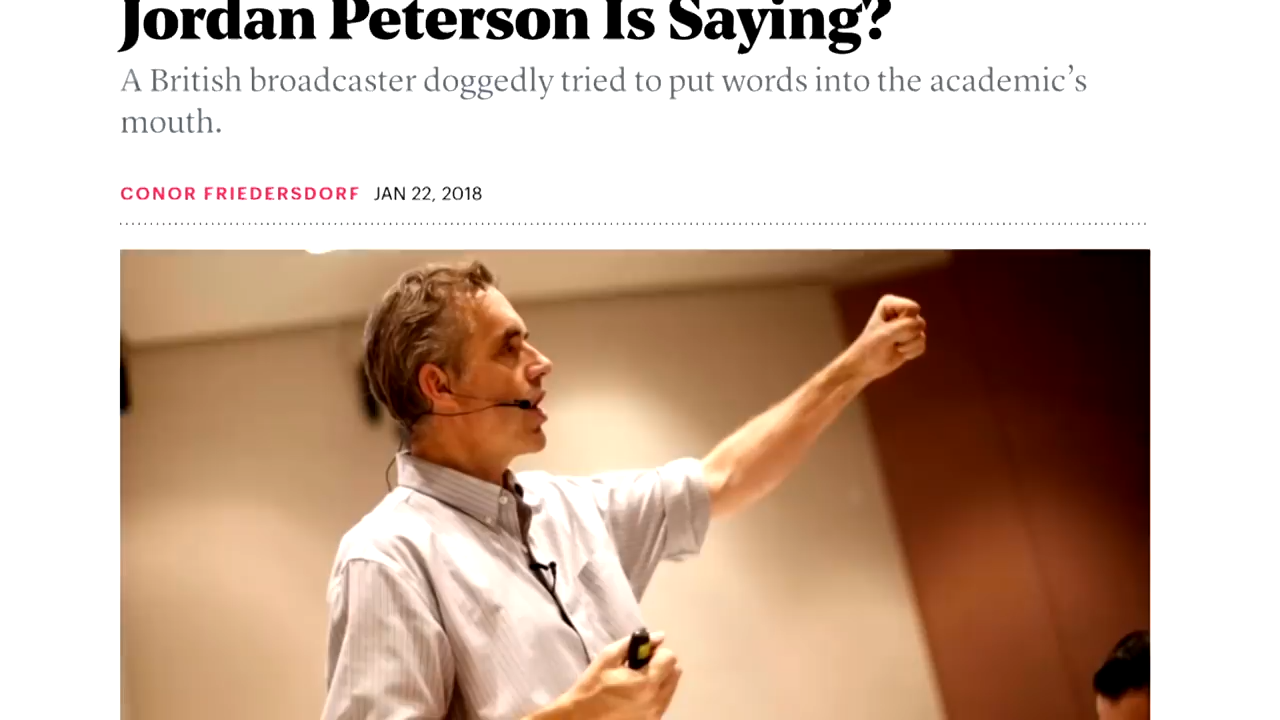 Jordan Peterson Is Saying?
A British broadcaster doggedly tried to put words into the academic’s
mouth.
CONOR FRIEDERSDORF JAN 22, 2018